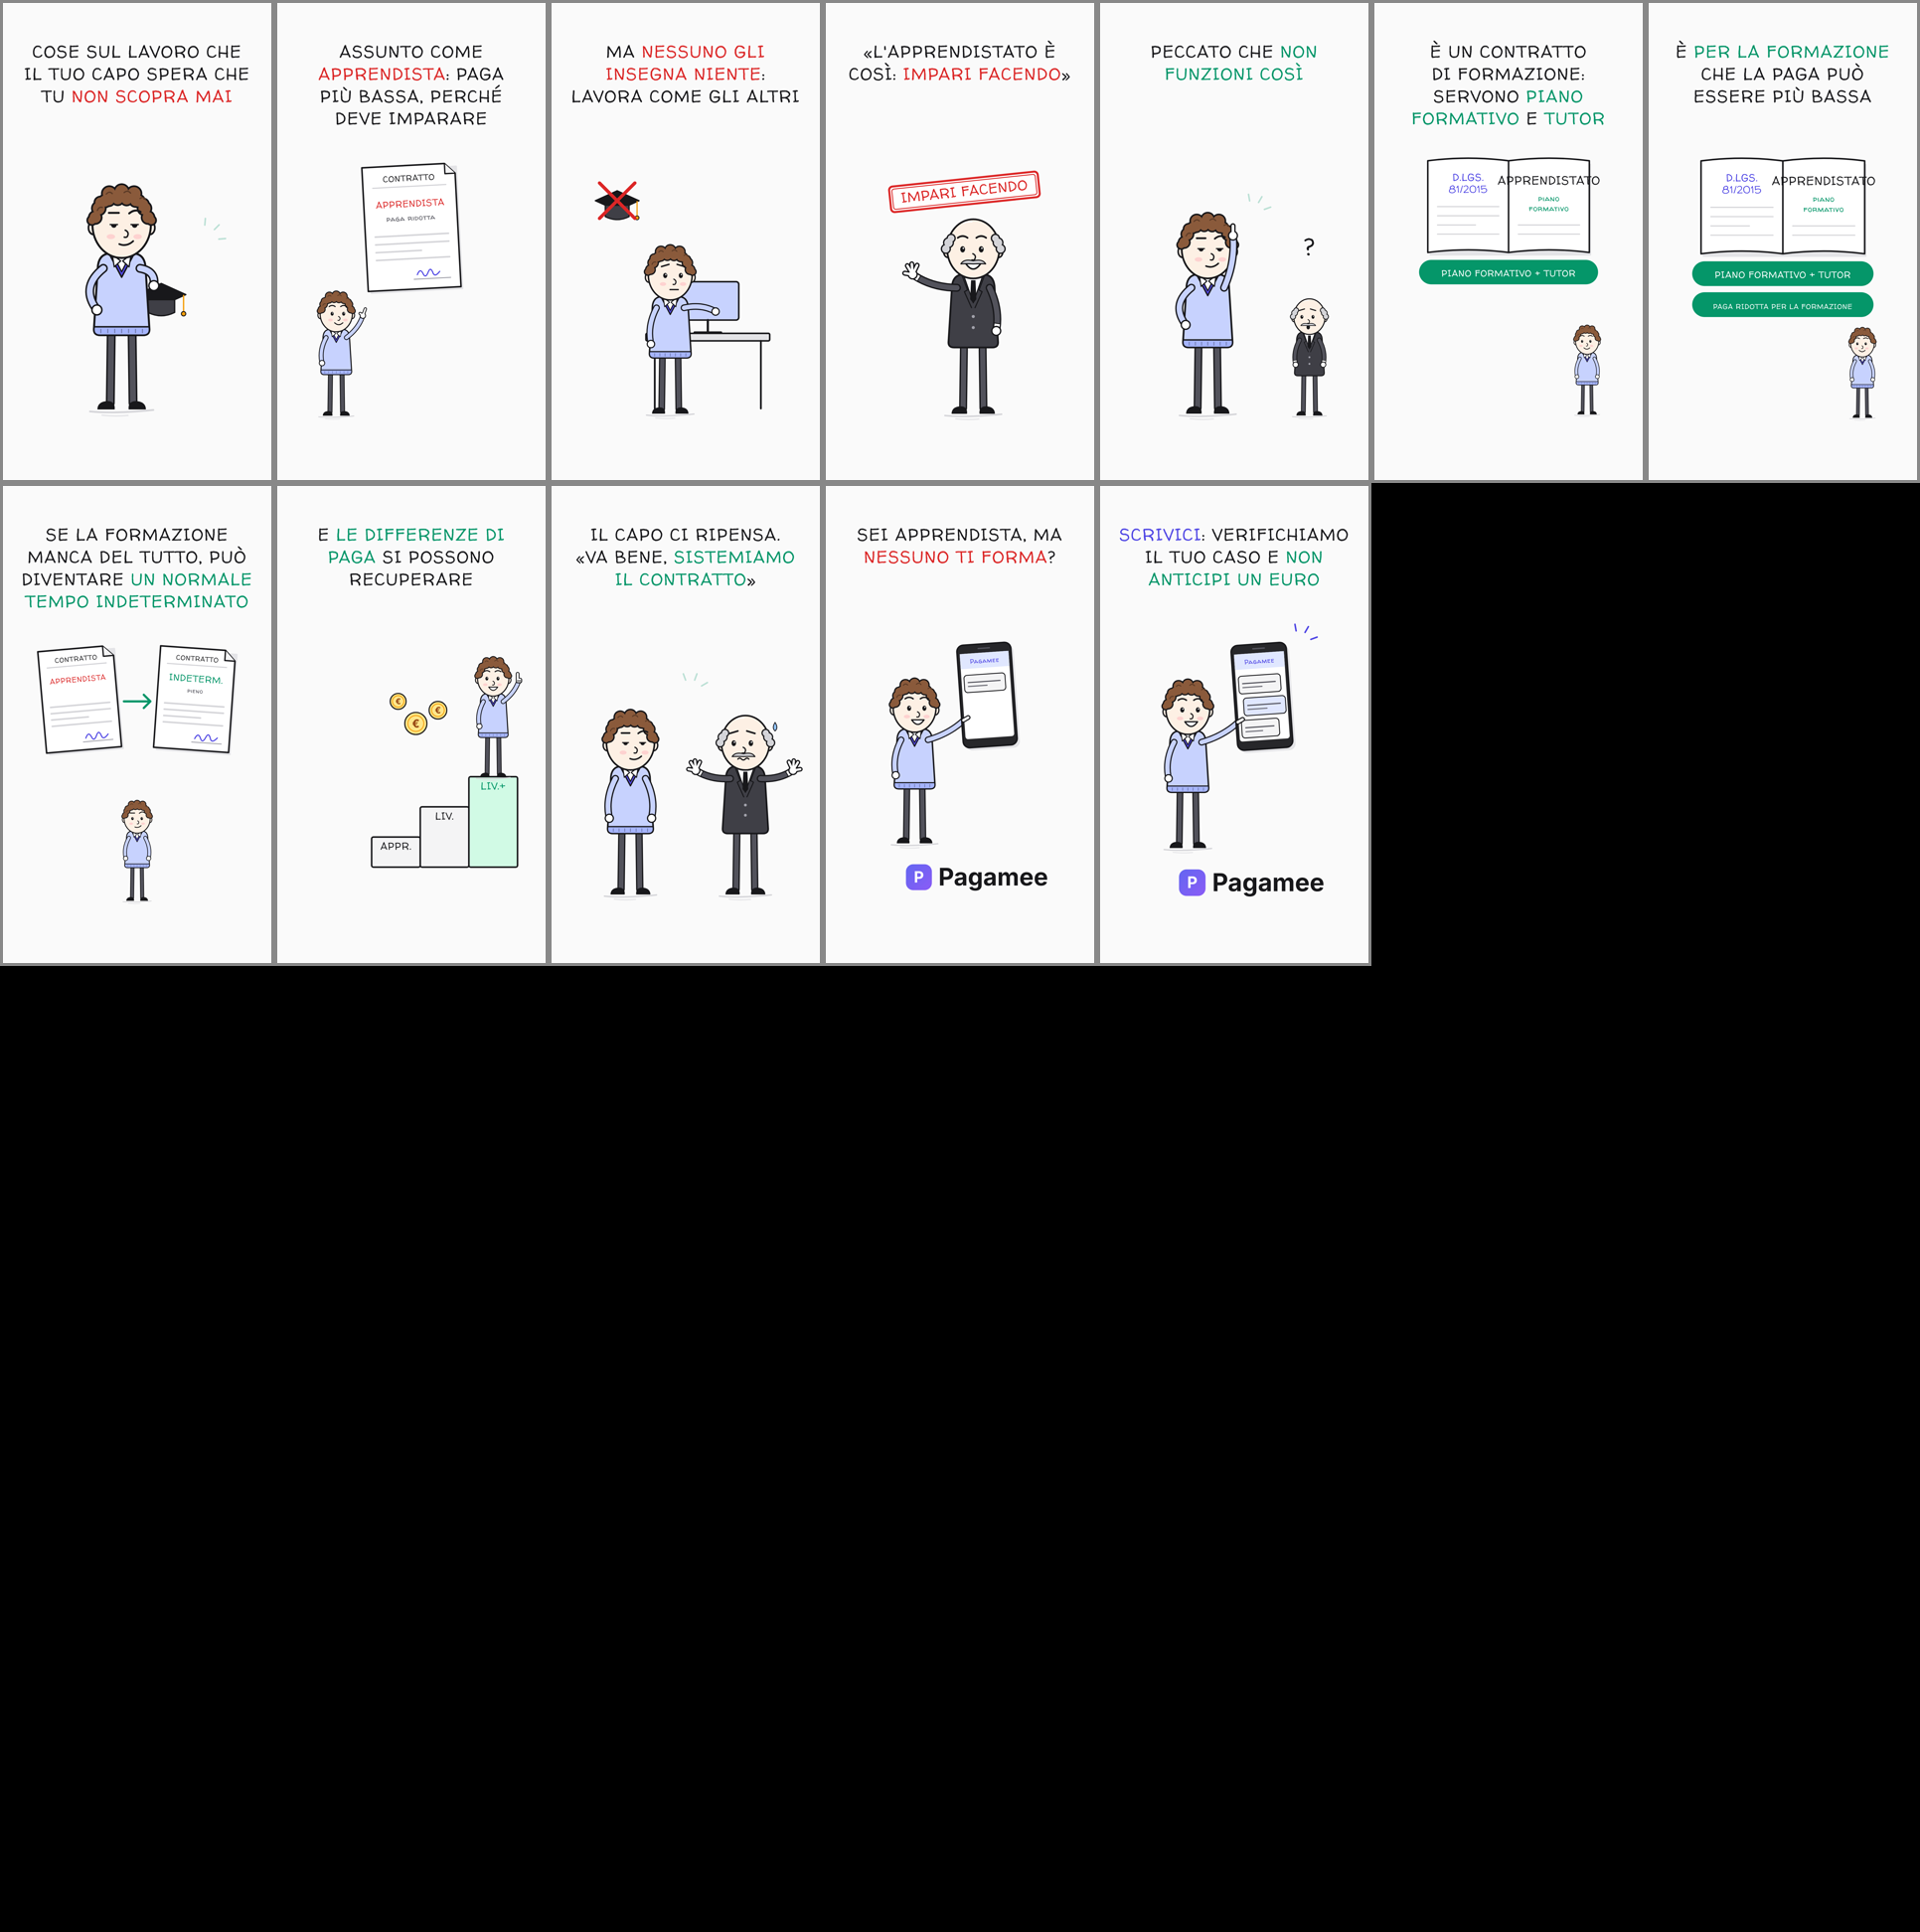 COSE SUL LAVORO CHE
IL TUO CAPO SPERA CHE
TU NON SCOPRA MAI
ASSUNTO COME
APPRENDISTA: PAGA
PIÙ BASSA, PERCHÉ
DEVE IMPARARE
CONTRATTO
APPRENDISTA
PAGA RIDOTTA
MA NESSUNO GLI
INSEGNA NIENTE:
LAVORA COME GLI ALTRI
«L'APPRENDISTATO È
COSÌ: IMPARI FACENDO»
IMPARI FACENDO
PECCATO CHE NON
FUNZIONI COSÌ
?
È UN CONTRATTO
DI FORMAZIONE:
SERVONO PIANO
FORMATIVO E TUTOR
D.LGS.
81/2015
APPRENDISTATO
PIANO
FORMATIVO
PIANO FORMATIVO + TUTOR
È PER LA FORMAZIONE
CHE LA PAGA PUÒ
ESSERE PIÙ BASSA
D.LGS.
81/2015
APPRENDISTATO
PIANO
FORMATIVO
PIANO FORMATIVO + TUTOR
PAGA RIDOTTA PER LA FORMAZIONE
SE LA FORMAZIONE
MANCA DEL TUTTO, PUÒ
DIVENTARE UN NORMALE
TEMPO INDETERMINATO
CONTRATTO
APPRENDISTA
CONTRATTO
INDETERM.
PIENO
E LE DIFFERENZE DI
PAGA SI POSSONO
RECUPERARE
€
€
€
LIV.+
LIV.
APPR.
IL CAPO CI RIPENSA.
«VA BENE, SISTEMIAMO
IL CONTRATTO»
SEI APPRENDISTA, MA
NESSUNO TI FORMA?
PAGAMEE
P Pagamee
SCRIVICI: VERIFICHIAMO
IL TUO CASO E NON
ANTICIPI UN EURO
PAGAMEE
P Pagamee